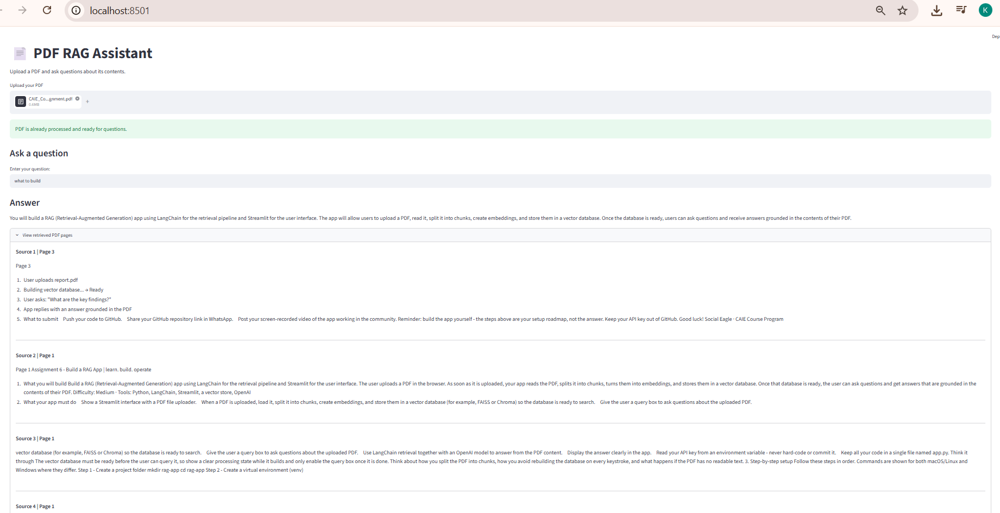 localhost:8501
K
Dep
PDF RAG Assistant
Upload a PDF and ask questions about its contents.
Upload your PDF
CAIE_Co...gnment.pdf
0.6MB
+
PDF is already processed and ready for questions.
Ask a question
Enter your question:
what to build
Answer
You will build a RAG (Retrieval-Augmented Generation) app using LangChain for the retrieval pipeline and Streamlit for the user interface. The app will allow users to upload a PDF, read it, split it into chunks, create embeddings, and store them in a vector database. Once the database is ready, users can ask questions and receive answers grounded in the contents of their PDF.
View retrieved PDF pages
Source 1 | Page 3
Page 3
1. User uploads report.pdf
2. Building vector database... → Ready
3. User asks: "What are the key findings?"
4. App replies with an answer grounded in the PDF
5. What to submit Push your code to GitHub. Share your GitHub repository link in WhatsApp. Post your screen-recorded video of the app working in the community. Reminder: build the app yourself - the steps above are your setup roadmap, not the answer. Keep your API key out of GitHub. Good luck! Social Eagle · CAIE Course Program
Source 2 | Page 1
Page 1 Assignment 6 - Build a RAG App | learn. build. operate
1. What you will build Build a RAG (Retrieval-Augmented Generation) app using LangChain for the retrieval pipeline and Streamlit for the user interface. The user uploads a PDF in the browser. As soon as it is uploaded, your app reads the PDF, splits it into chunks, turns them into embeddings, and stores them in a vector database. Once that database is ready, the user can ask questions and get answers that are grounded in the
contents of their PDF. Difficulty: Medium · Tools: Python, LangChain, Streamlit, a vector store, OpenAI
2. What your app must do Show a Streamlit interface with a PDF file uploader. When a PDF is uploaded, load it, split it into chunks, create embeddings, and store them in a vector database (for example, FAISS or Chroma) so the database is ready to search. Give the user a query box to ask questions about the uploaded PDF.
Source 3 | Page 1
vector database (for example, FAISS or Chroma) so the database is ready to search. Give the user a query box to ask questions about the uploaded PDF. Use LangChain retrieval together with an OpenAI model to answer from the PDF content. Display the answer clearly in the app. Read your API key from an environment variable - never hard-code or commit it. Keep all your code in a single file named app.py. Think it
through The vector database must be ready before the user can query it, so show a clear processing state while it builds and only enable the query box once it is done. Think about how you split the PDF into chunks, how you avoid rebuilding the database on every keystroke, and what happens if the PDF has no readable text. 3. Step-by-step setup Follow these steps in order. Commands are shown for both macOS/Linux and
Windows where they differ. Step 1 - Create a project folder mkdir rag-app cd rag-app Step 2 - Create a virtual environment (venv)
Source 4 | Page 1